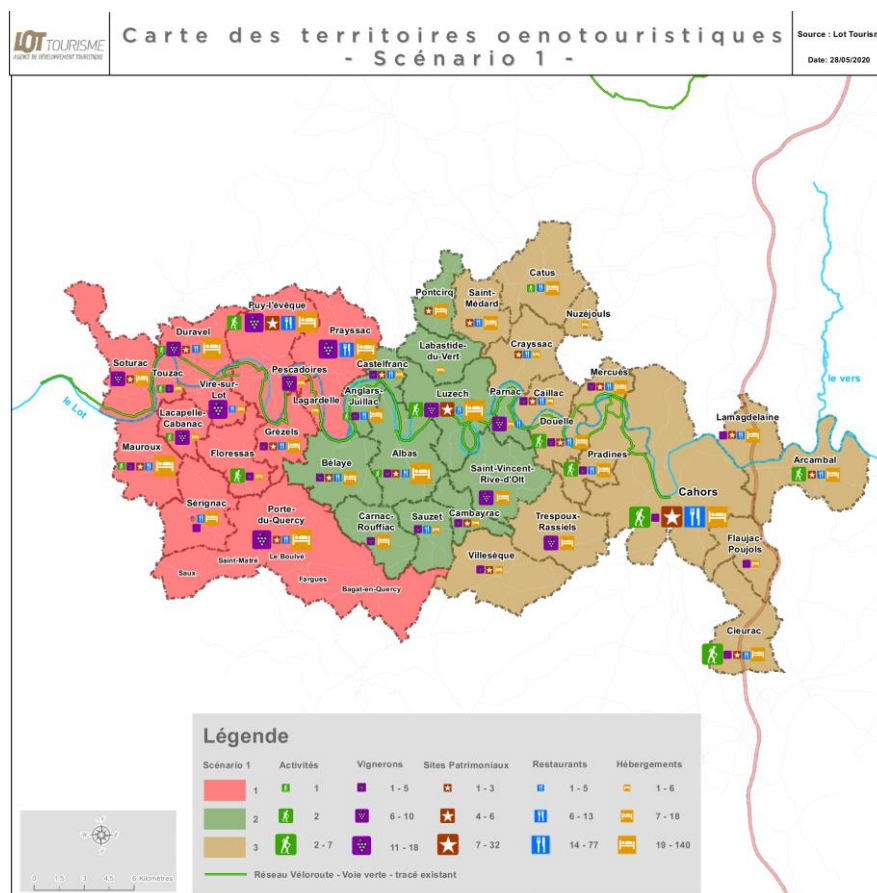 LOT TOURISME
AGENCE DE DÉVELOPPEMENT TOURISTIQUE
Carte des territoires oenotouristiques
- Scénario 1 -
Source : Lot Tourism
Date: 28/05/2020
Catus
Pontcirq
Saint-
Médard
Nuzéjouls
Puy-l'évêque
Duravel
Prayssac
Labastide-
du-Vert
Crayssac
Soturac
Touzac
Pescadoires
Castelfranc
Mercuès
le vers
Vire-sur-
Lot
Lagardelle
Anglars-
Juillac
Luzech
Parnac
Caillac
le Lot
Lacapelle-
Cabanac
Douelle
Lamagdelaine
Grézels
Mauroux
Floressas
Bélaye
Albas
Saint-Vincent-
Rive-d'Olt
Pradines
Arcambal
Cahors
Sérignac
Porte-
du-Quercy
Carnac-
Rouffiac
Sauzet
Cambayrac
Trespoux-
Rassiels
Flaujac-
Poujols
Saint-Matré
Le Boulvé
Villesèque
Saux
Fargues
Bagat-en-Quercy
Cieurac
Légende
Scénario 1 Activités Vignerons Sites Patrimoniaux Restaurants Hébergements
1 1 1 - 5 1 - 3 1 - 5 1 - 6
2 2 6 - 10 4 - 6 6 - 13 7 - 18
3 2 - 7 11 - 18 7 - 32 14 - 77 19 - 140
Réseau Véloroute - Voie verte - tracé existant
0 1.5 3 4.5 6 Kilomètres